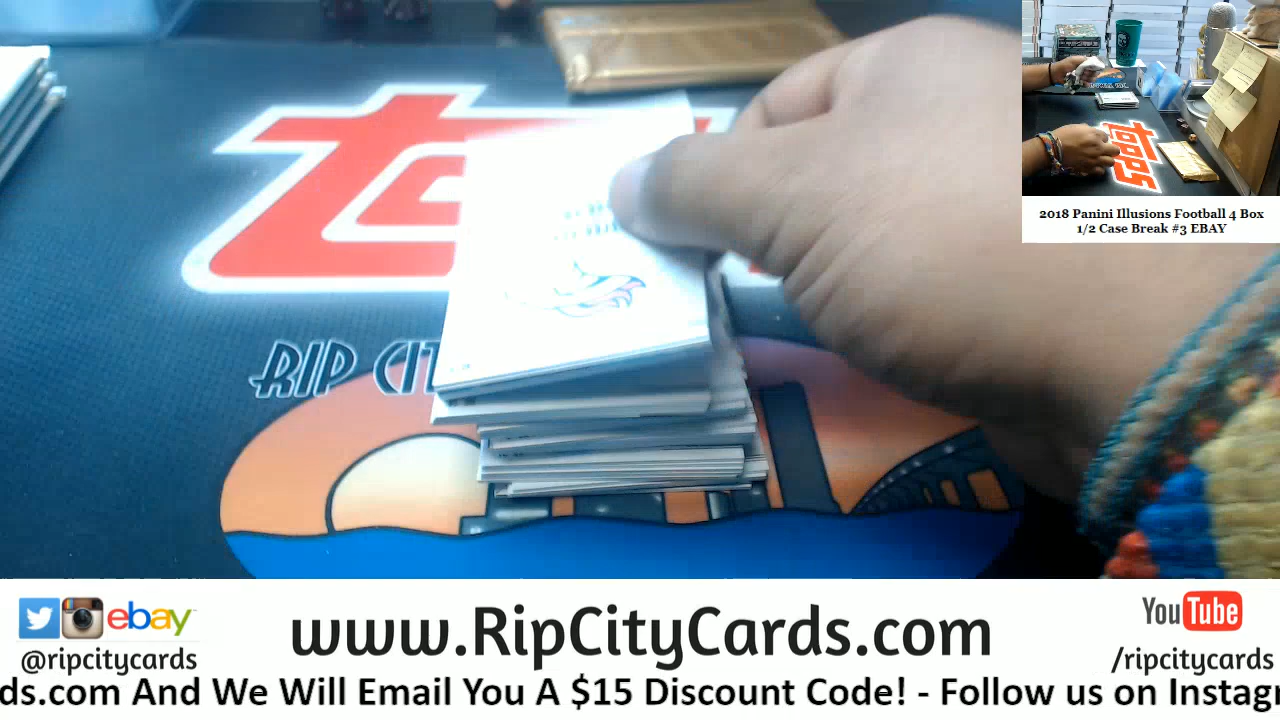 topps
2018 Panini Illusions Football 4 Box
1/2 Case Break #3 EBAY
RIP CIT
ebay
@ripcitycards
www.RipCityCards.com
YouTube
/ripcitycards
ds.com And We Will Email You A $15 Discount Code! - Follow us on Instag